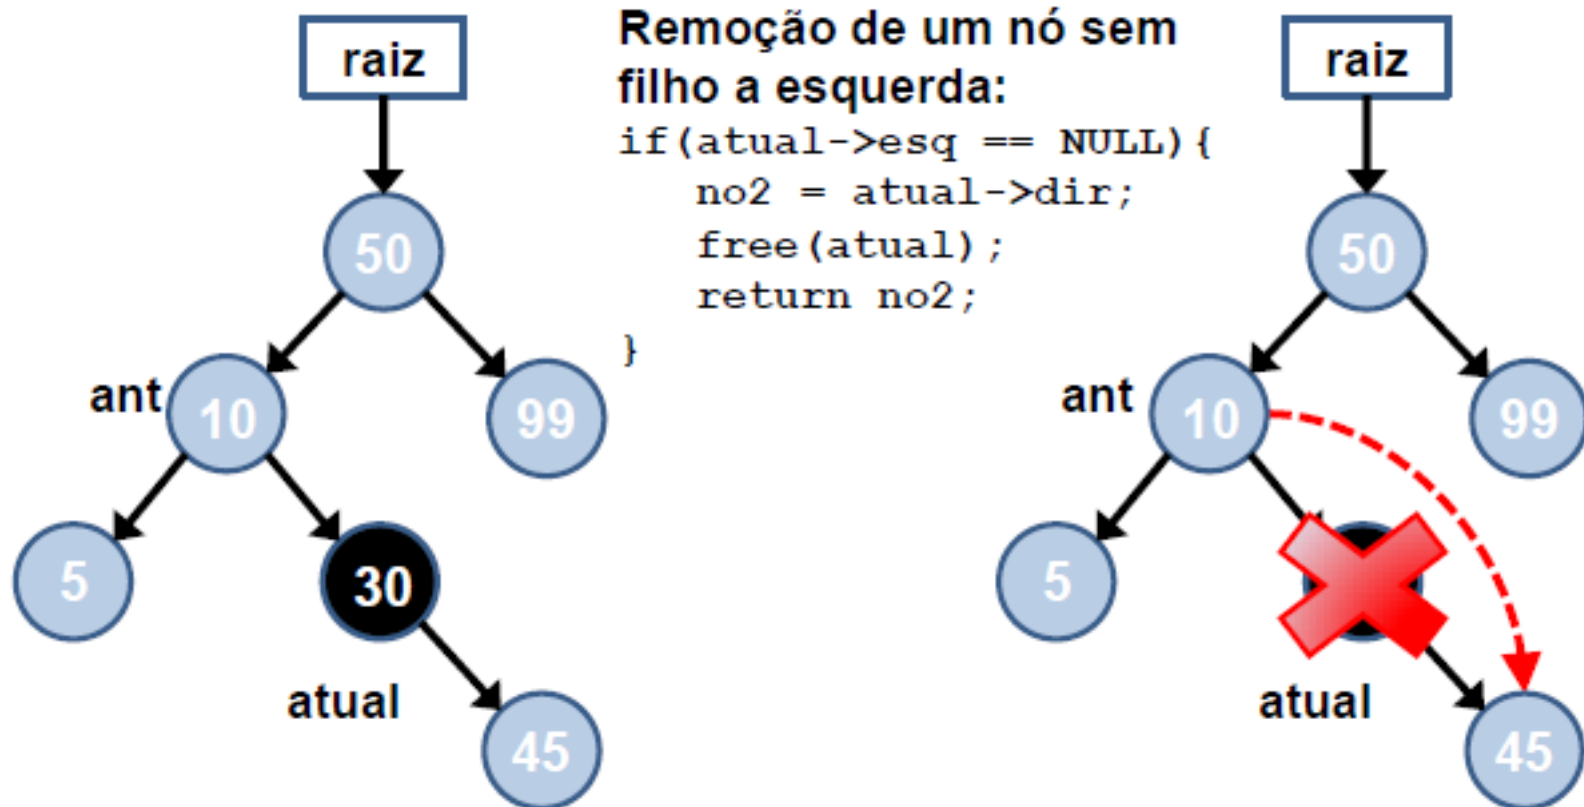 raiz
50
ant
10
99
5
30
atual
45
Remoção de um nó sem
filho a esquerda:
if(atual->esq == NULL){
no2 = atual->dir;
free(atual);
return no2;
}
raiz
50
ant
10
99
5
atual
45